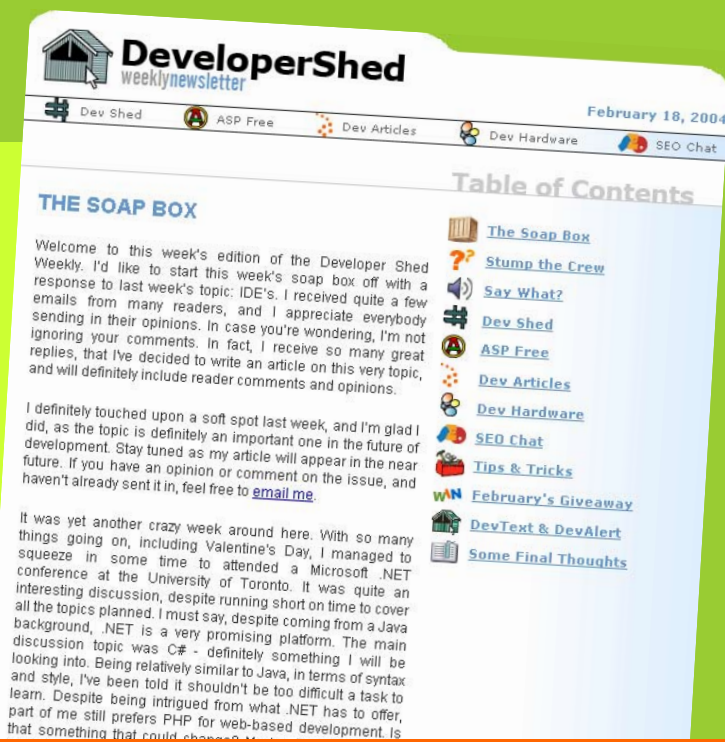 DeveloperShed
weeklynewsletter
February 18, 2004
Dev Shed
ASP Free
Dev Articles
Dev Hardware
SEO Chat
THE SOAP BOX
Welcome to this week's edition of the Developer Shed
Weekly. I'd like to start this week's soap box off with a
response to last week's topic: IDE's. I received quite a few
emails from many readers, and I appreciate everybody
sending in their opinions. In case you're wondering, I'm not
ignoring your comments. In fact, I receive so many great
replies, that I've decided to write an article on this very topic,
and will definitely include reader comments and opinions.
I definitely touched upon a soft spot last week, and I'm glad I
did, as the topic is definitely an important one in the future of
development. Stay tuned as my article will appear in the near
future. If you have an opinion or comment on the issue, and
haven't already sent it in, feel free to email me.
It was yet another crazy week around here. With so many
things going on, including Valentine's Day, I managed to
squeeze in some time to attended a Microsoft .NET
conference at the University of Toronto. It was quite an
interesting discussion, despite running short on time to cover
all the topics planned. I must say, despite coming from a Java
background, .NET is a very promising platform. The main
discussion topic was C# - definitely something I will be
looking into. Being relatively similar to Java, in terms of syntax
and style, I've been told it shouldn't be too difficult a task to
learn. Despite being intrigued from what .NET has to offer,
part of me still prefers PHP for web-based development. Is
that something that could change?
Table of Contents
The Soap Box
Stump the Crew
Say What?
Dev Shed
ASP Free
Dev Articles
Dev Hardware
SEO Chat
Tips & Tricks
WIN
February's Giveaway
DevText & DevAlert
Some Final Thoughts